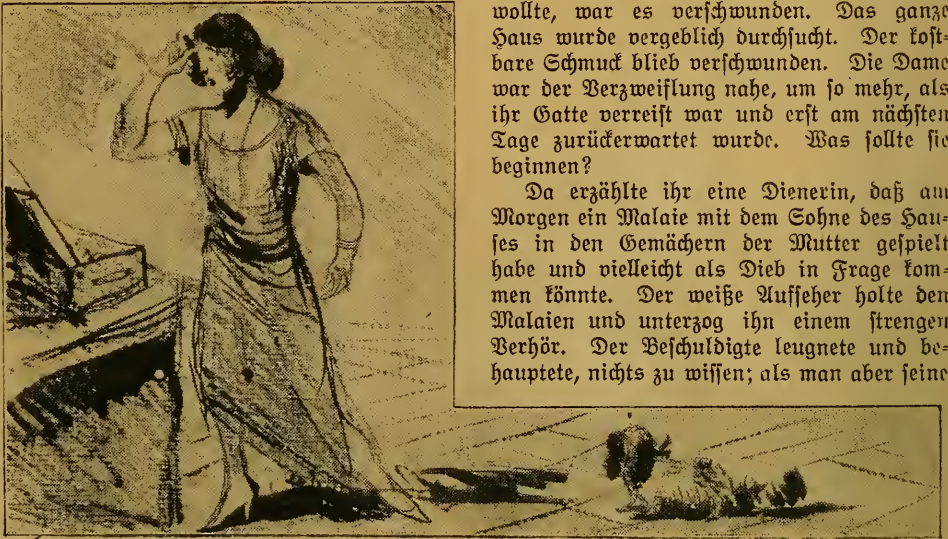 wollte, war es verschwunden. Das ganze
Haus wurde vergeblich durchsucht. Der kost-
bare Schmuck blieb verschwunden. Die Dame
war der Verzweiflung nahe, um so mehr, als
ihr Gatte verreist war und erst am nächsten
Tage zurückerwartet wurde. Was sollte sie
beginnen?
Da erzählte ihr eine Dienerin, daß am
Morgen ein Malaie mit dem Sohne des Hau-
ses in den Gemächern der Mutter gespielt
habe und vielleicht als Dieb in Frage kom-
men könnte. Der weiße Aufseher holte den
Malaien und unterzog ihn einem strengen
Verhör. Der Beschuldigte leugnete und be-
hauptete, nichts zu wissen; als man aber seine